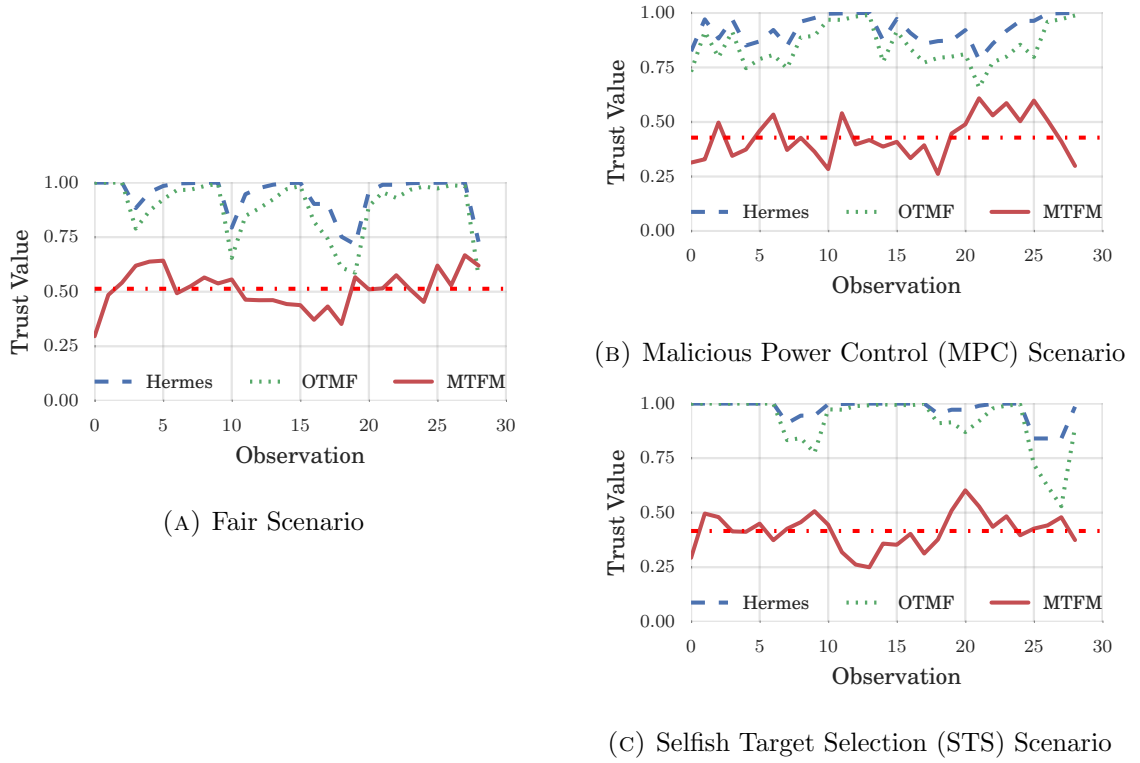 1.00
0.75
0.50
0.25
0.00
Trust Value
Hermes OTMF MTFM
0 5 10 15 20 25 30
Observation
(A) Fair Scenario
1.00
0.75
0.50
0.25
0.00
Trust Value
Hermes OTMF MTFM
0 5 10 15 20 25 30
Observation
(B) Malicious Power Control (MPC) Scenario
1.00
0.75
0.50
0.25
0.00
Trust Value
Hermes OTMF MTFM
0 5 10 15 20 25 30
Observation
(C) Selfish Target Selection (STS) Scenario